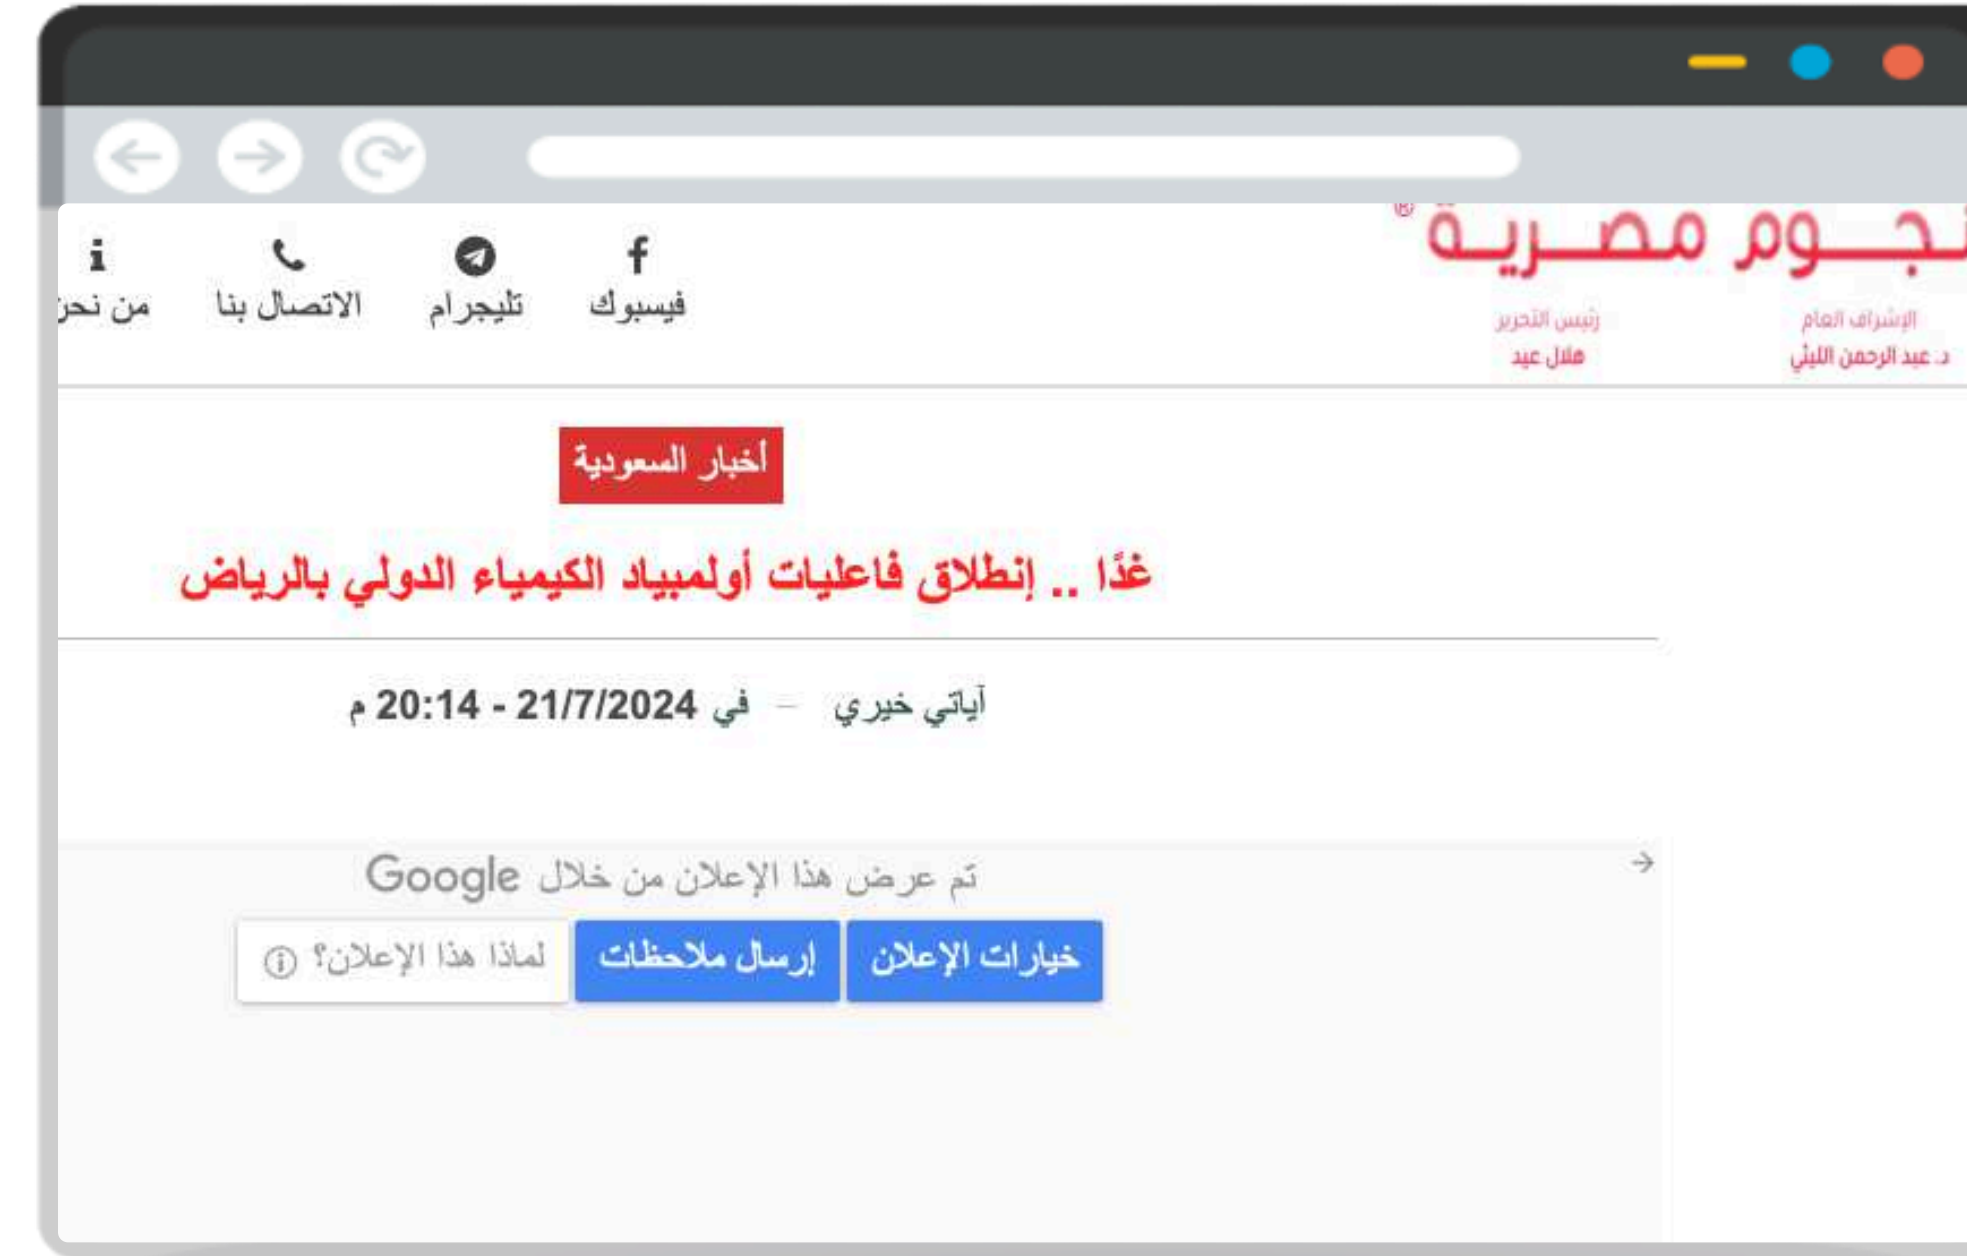 نجوم مصرية ®
الإشراف العام
د. عبد الرحمن الليثي
رئيس التحرير
هلال عيد
فيسبوك
تليجرام
الاتصال بنا
من نحن
أخبار السعودية
غدًا .. إنطلاق فاعليات أولمبياد الكيمياء الدولي بالرياض
آياتي خيري – في 21/7/2024 - 20:14 م
تم عرض هذا الإعلان من خلال Google
خيارات الإعلان
إرسال ملاحظات
لماذا هذا الإعلان؟